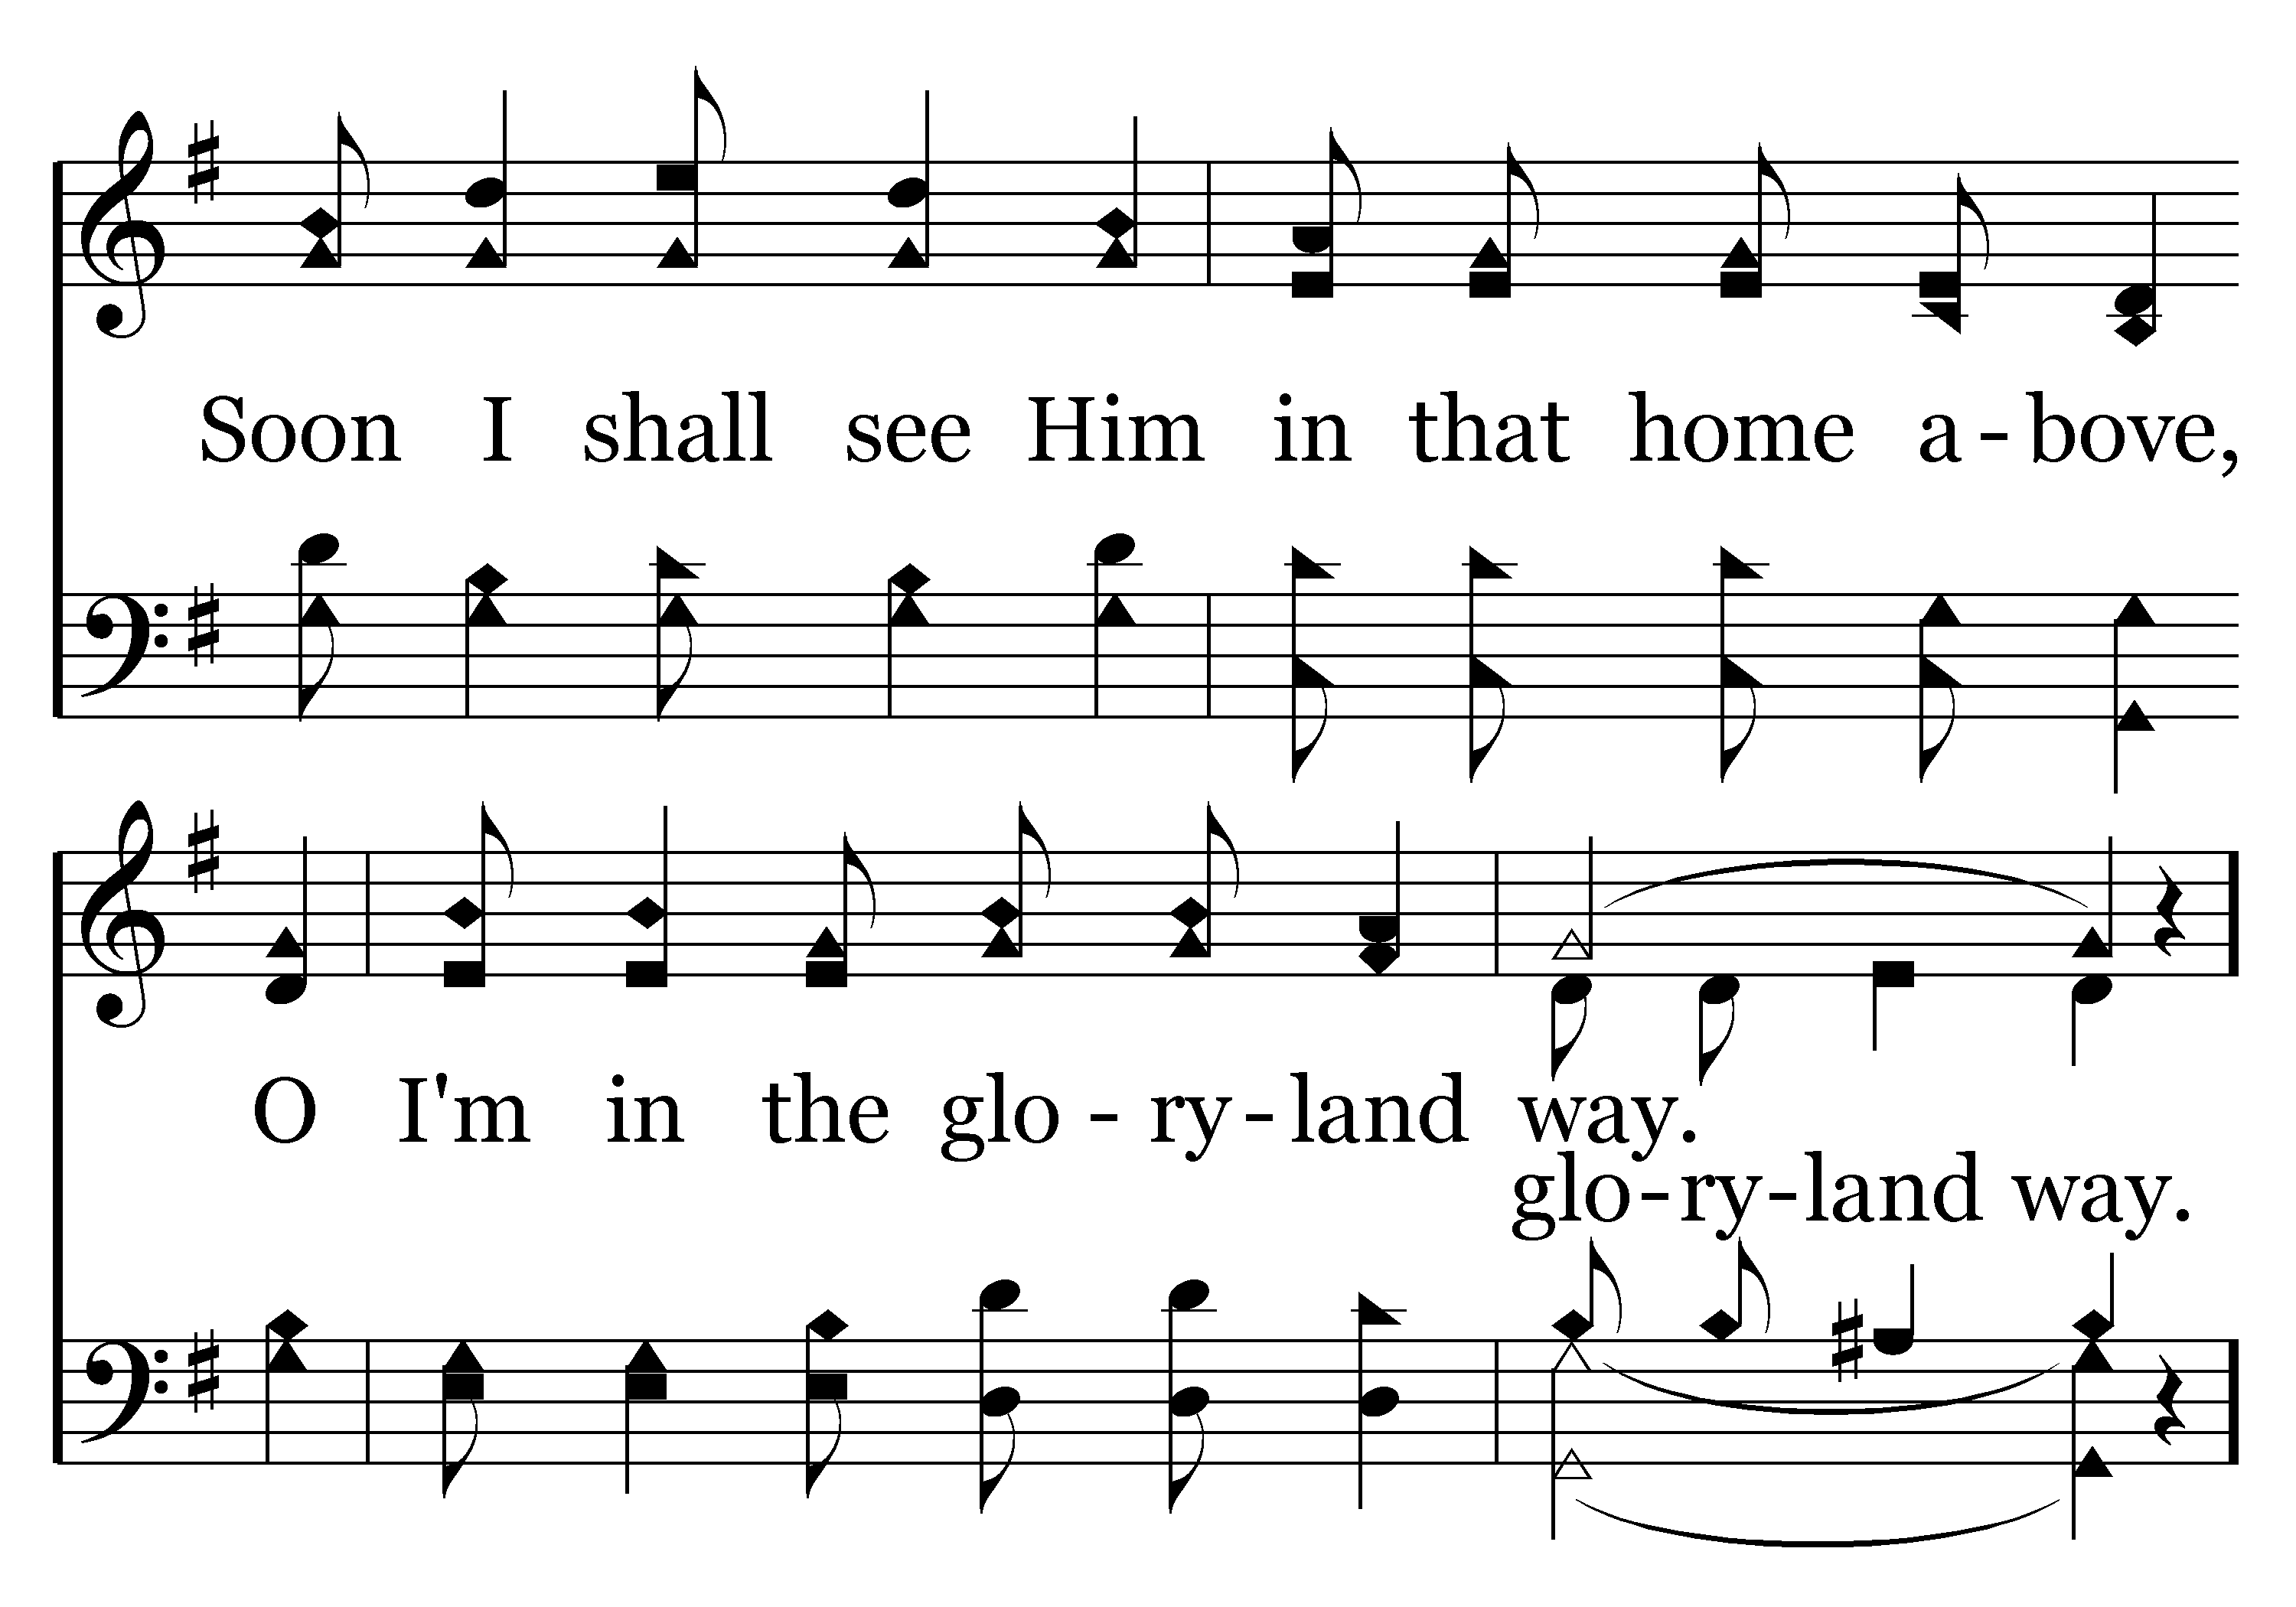 Soon I shall see Him in that home a-bove,
O I'm in the glo-ry-land way.
glo-ry-land way.